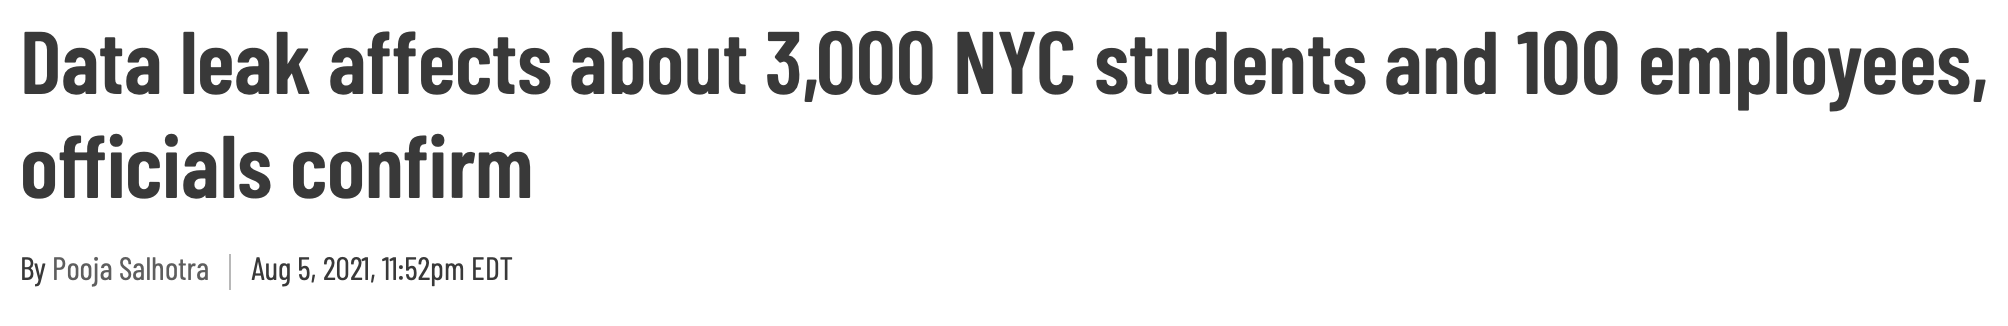 Data leak affects about 3,000 NYC students and 100 employees,
officials confirm
By Pooja Salhotra | Aug 5, 2021, 11:52pm EDT